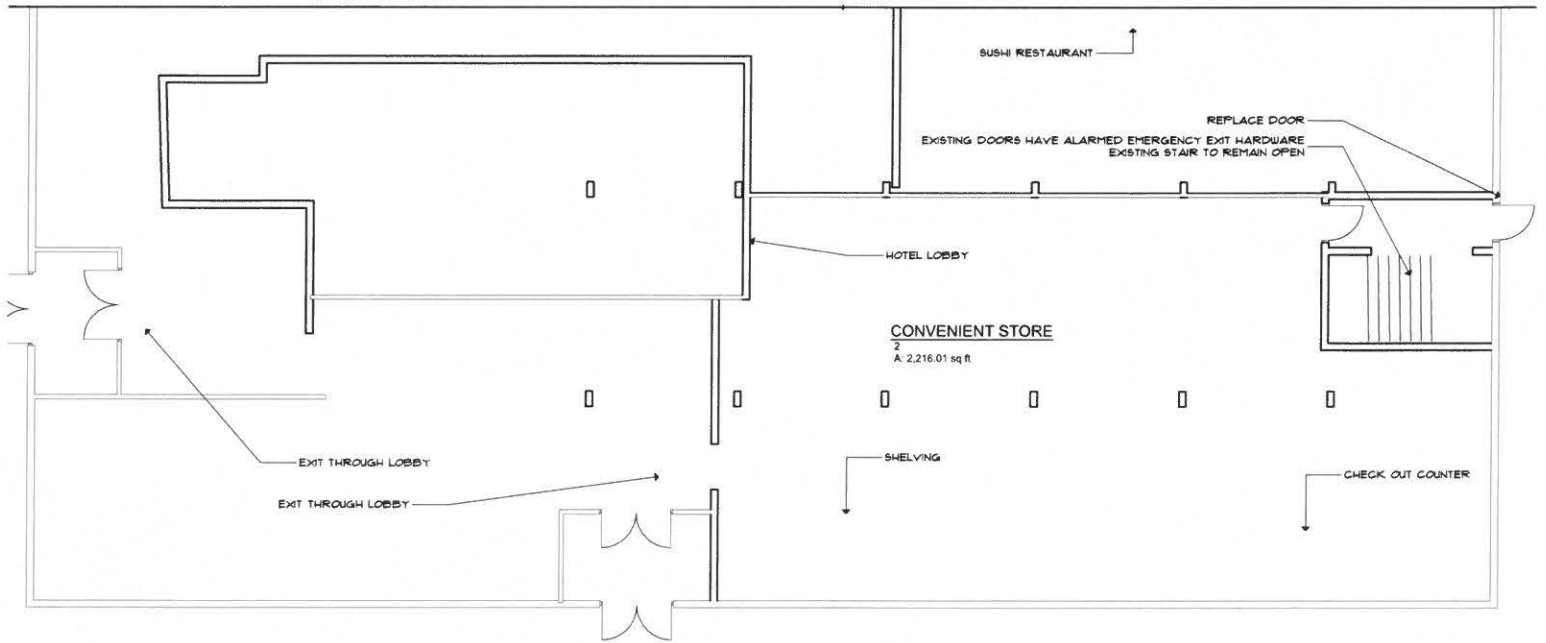 SUSHI RESTAURANT
REPLACE DOOR
EXISTING DOORS HAVE ALARMED EMERGENCY EXIT HARDWARE
EXISTING STAIR TO REMAIN OPEN
HOTEL LOBBY
CONVENIENT STORE
2
A: 2,216.01 sq ft
EXIT THROUGH LOBBY
SHELVING
CHECK OUT COUNTER
EXIT THROUGH LOBBY